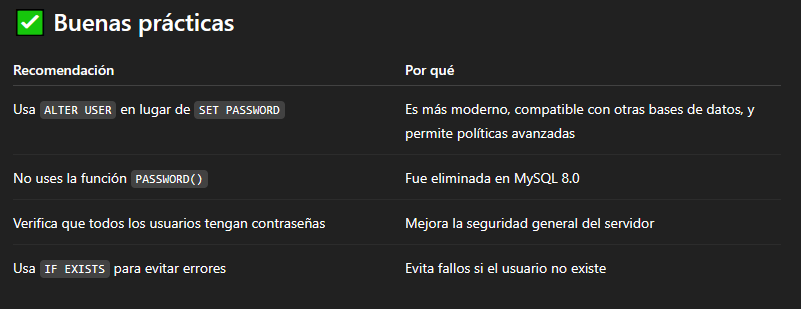 ✅ Buenas prácticas
Recomendación Por qué
Usa ALTER USER en lugar de SET PASSWORD Es más moderno, compatible con otras bases de datos, y
permite políticas avanzadas
No uses la función PASSWORD() Fue eliminada en MySQL 8.0
Verifica que todos los usuarios tengan contraseñas Mejora la seguridad general del servidor
Usa IF EXISTS para evitar errores Evita fallos si el usuario no existe